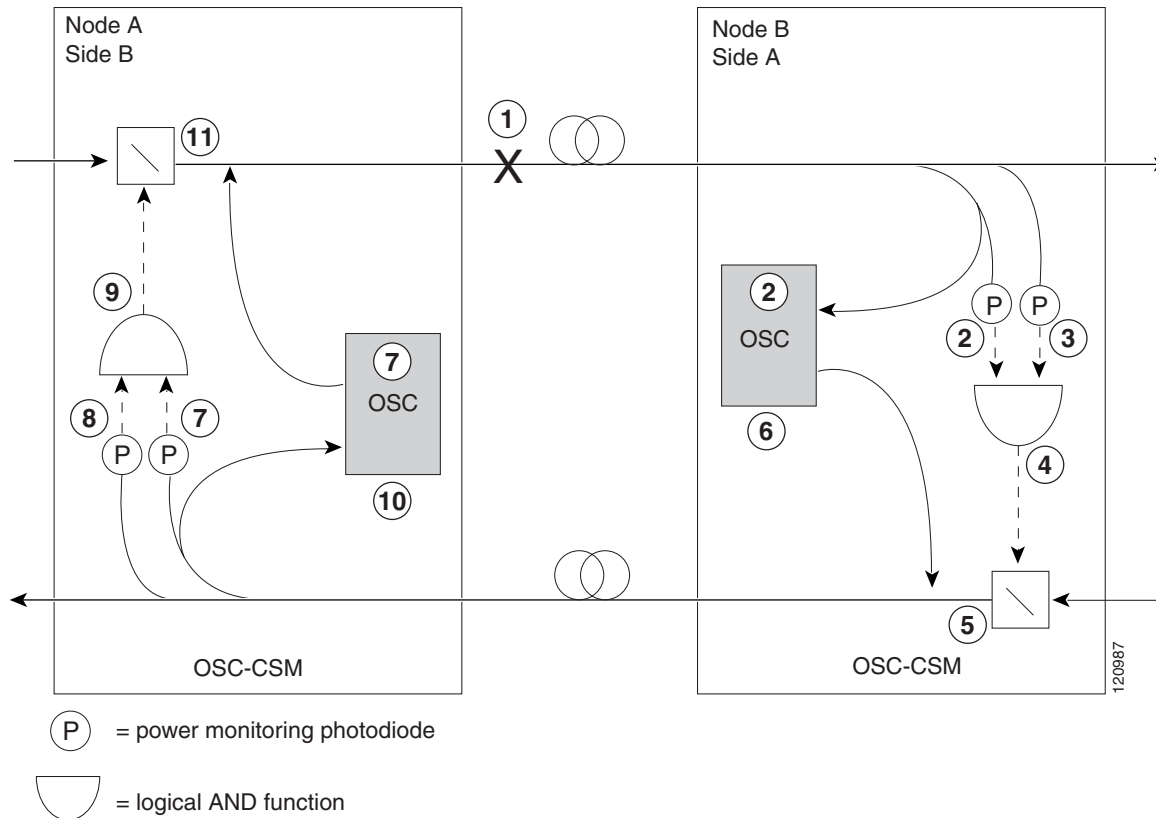 Node A
Side B
Node B
Side A
1
11
X
9
2
OSC
7
OSC
P
P
2
3
8
7
6
4
P
P
10
5
OSC-CSM
OSC-CSM
120987
P = power monitoring photodiode
= logical AND function